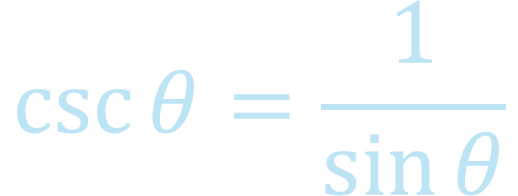 csc θ = 1 / sin θ